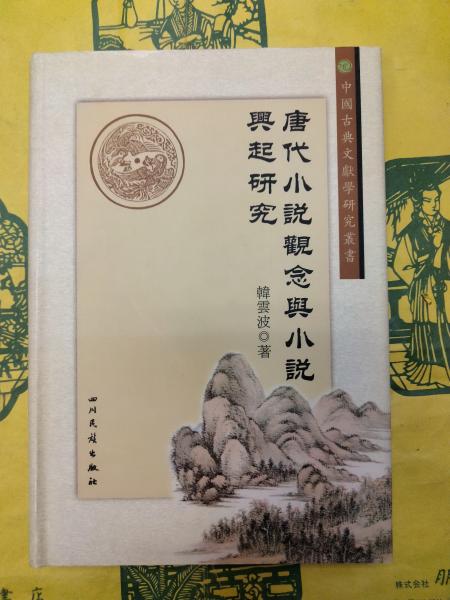 中國古典文獻學研究叢書
唐代小說觀念與小說
興起研究
韓雲波◎著
四川民族出版社
書店
株式会社